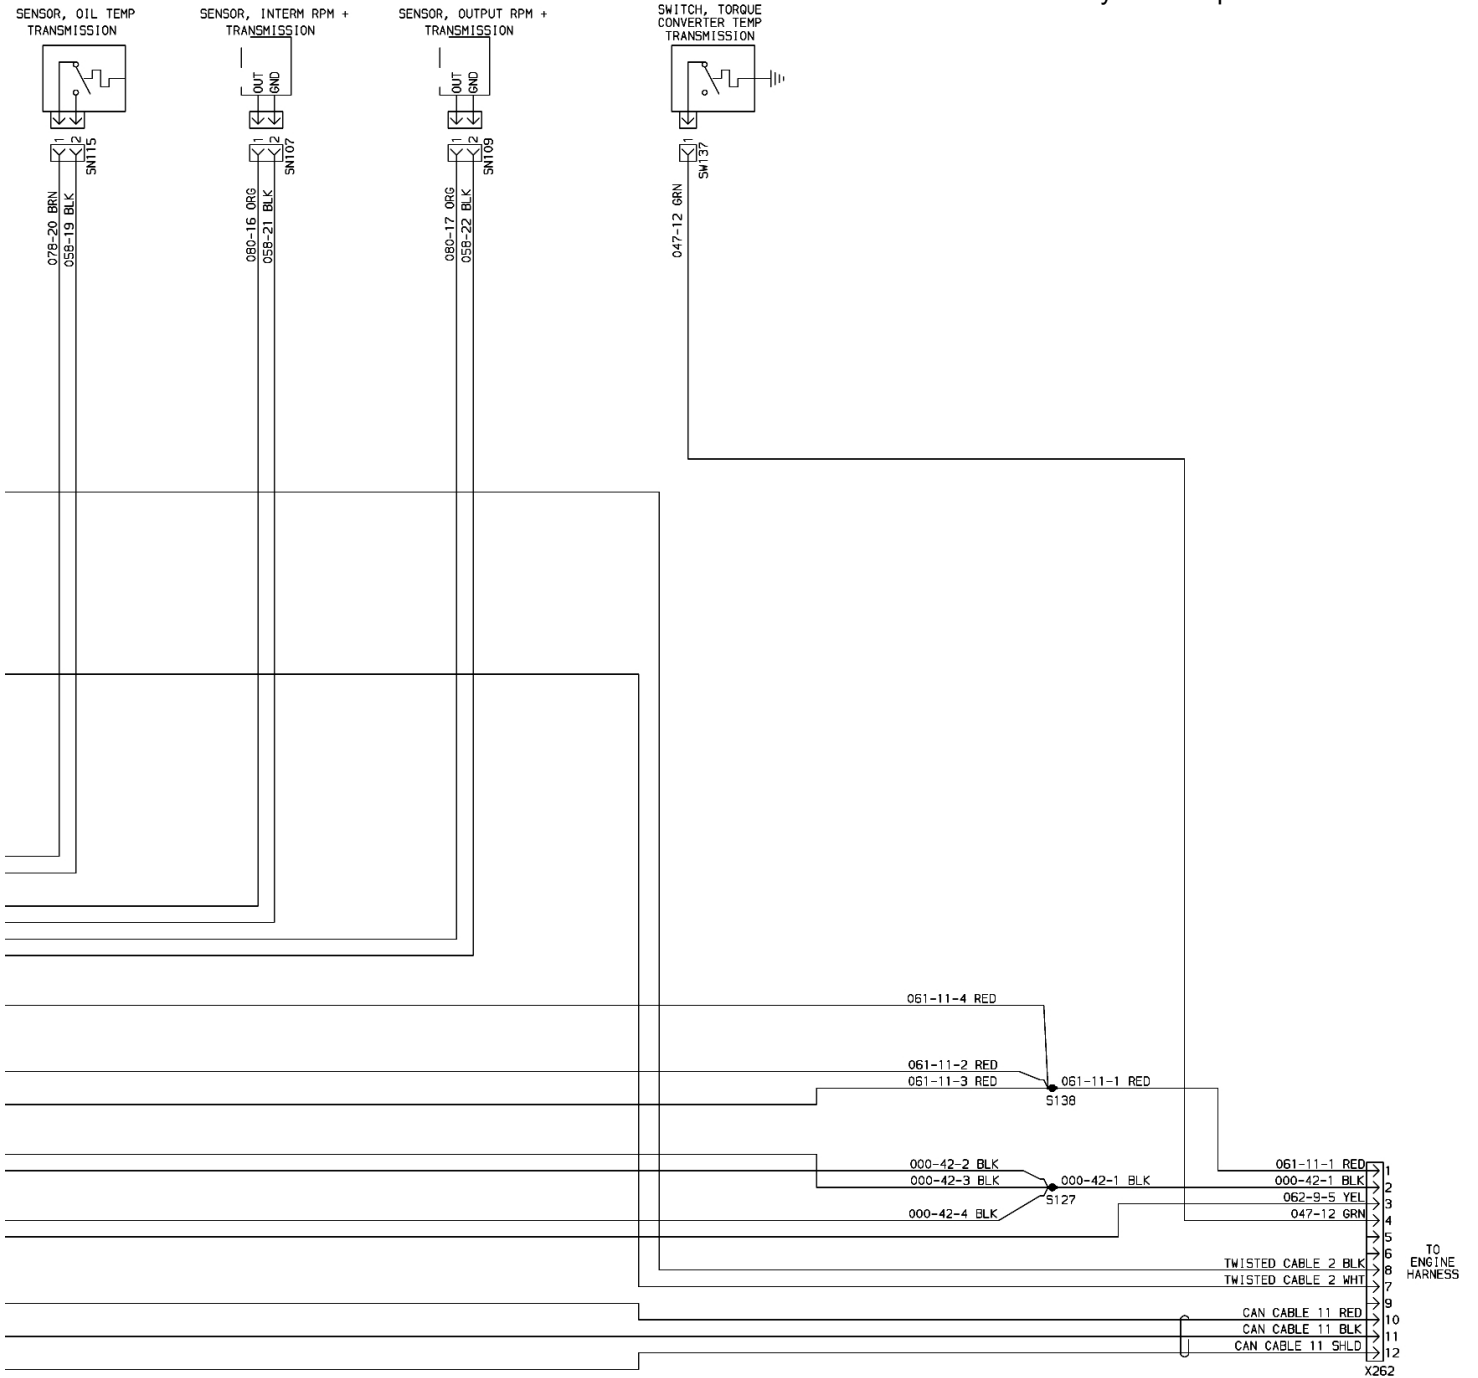 SENSOR, OIL TEMP
TRANSMISSION
SENSOR, INTERM RPM +
TRANSMISSION
SENSOR, OUTPUT RPM +
TRANSMISSION
SWITCH, TORQUE
CONVERTER TEMP
TRANSMISSION
OUT
GND
OUT
GND
1
2
SN115
1
2
SN107
1
2
SN109
1
SW137
078-20 BRN
058-19 BLK
080-16 ORG
058-21 BLK
080-17 ORG
058-22 BLK
047-12 GRN
061-11-4 RED
061-11-2 RED
061-11-3 RED
061-11-1 RED
S138
000-42-2 BLK
000-42-3 BLK
000-42-1 BLK
S127
000-42-4 BLK
061-11-1 RED 1
000-42-1 BLK 2
062-9-5 YEL 3
047-12 GRN 4
5
6
TWISTED CABLE 2 BLK 8
TWISTED CABLE 2 WHT 7
9
CAN CABLE 11 RED 10
CAN CABLE 11 BLK 11
CAN CABLE 11 SHLD 12
X262
TO
ENGINE
HARNESS